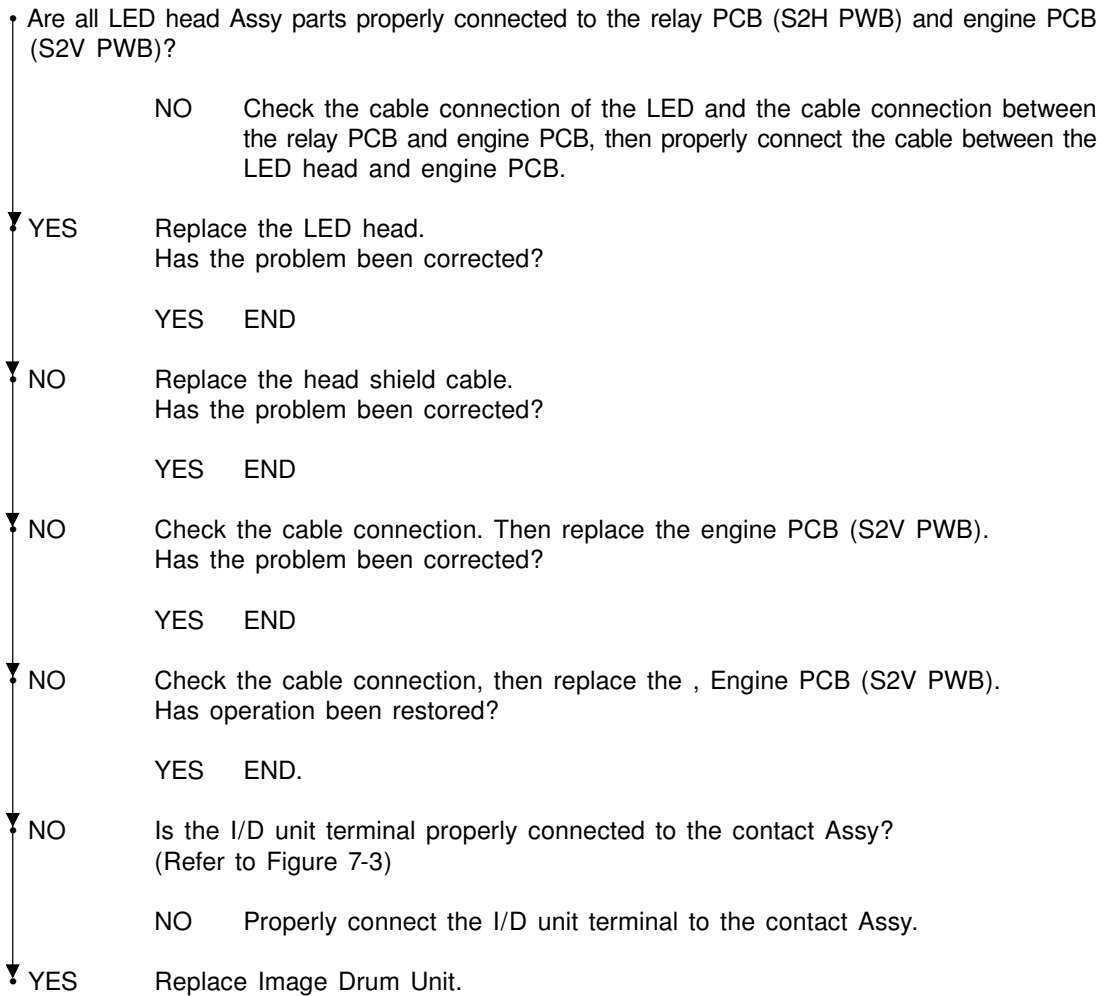 Are all LED head Assy parts properly connected to the relay PCB (S2H PWB) and engine PCB
(S2V PWB)?
NO Check the cable connection of the LED and the cable connection between
the relay PCB and engine PCB, then properly connect the cable between the
LED head and engine PCB.
YES Replace the LED head.
Has the problem been corrected?
YES END
NO Replace the head shield cable.
Has the problem been corrected?
YES END
NO Check the cable connection. Then replace the engine PCB (S2V PWB).
Has the problem been corrected?
YES END
NO Check the cable connection, then replace the , Engine PCB (S2V PWB).
Has operation been restored?
YES END.
NO Is the I/D unit terminal properly connected to the contact Assy?
(Refer to Figure 7-3)
NO Properly connect the I/D unit terminal to the contact Assy.
YES Replace Image Drum Unit.